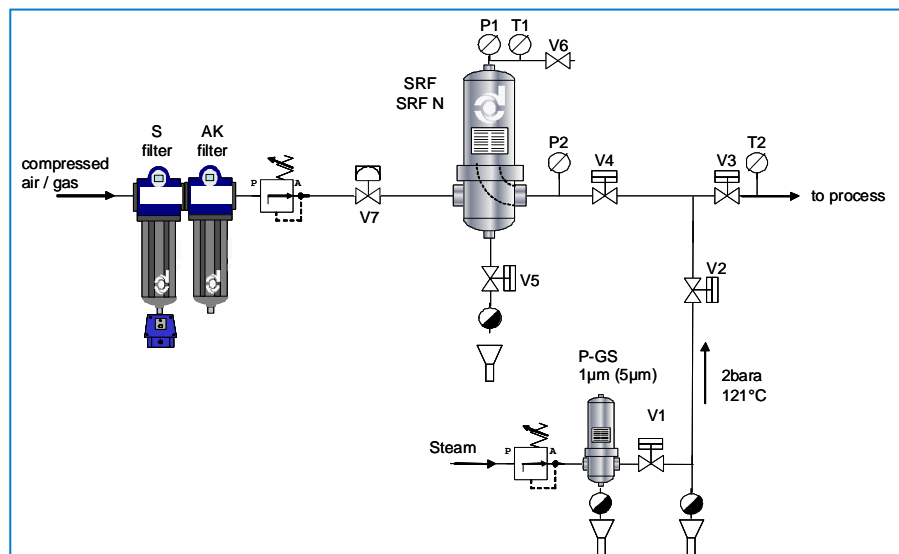 P1
T1
V6
SRF
SRF N
S
filter
AK
filter
P2
V4
V3
T2
compressed
air / gas
P
A
to process
V7
V5
V2
P-GS
1µm (5µm)
2bara
121°C
V1
Steam
P
A